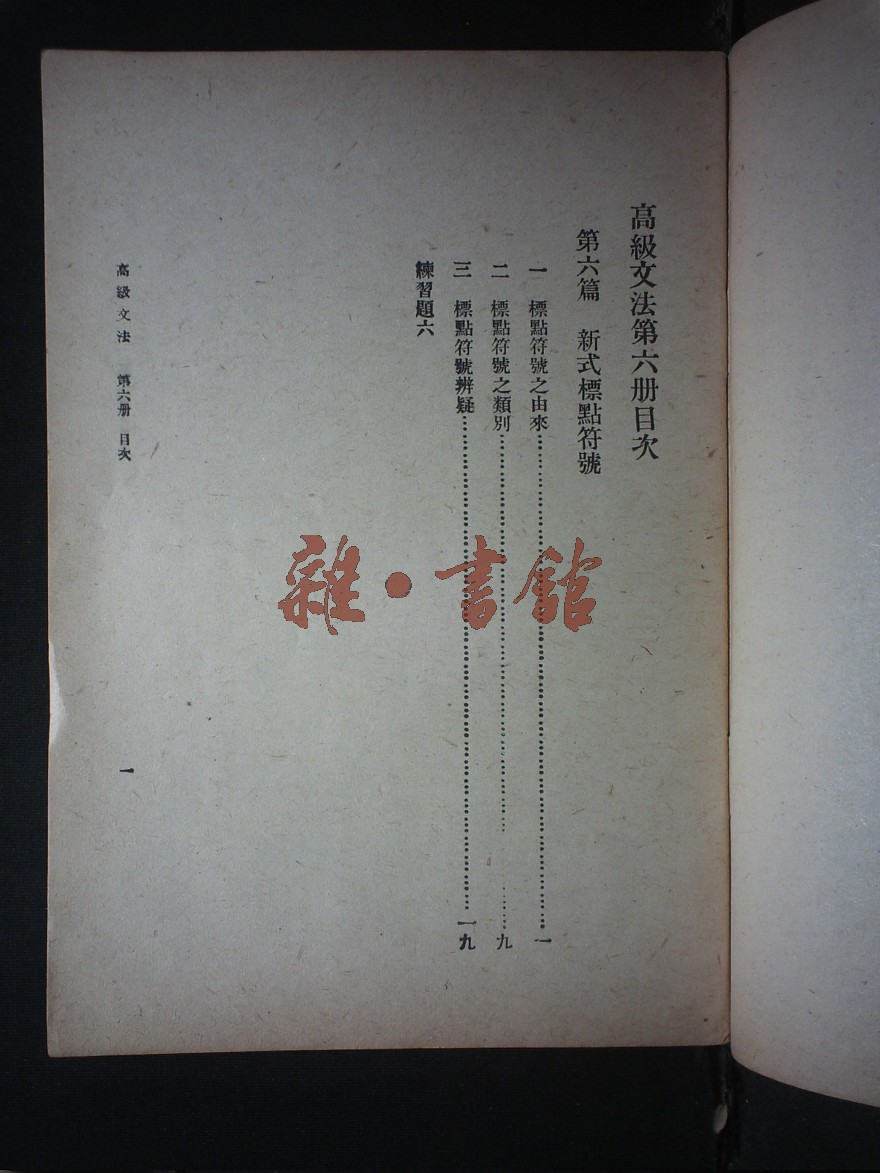 高級文法第六册目次
第六篇　新式標點符號
一　標點符號之由來……………………一
二　標點符號之類別……………………九
三　標點符號辨疑……………………一九
練習題六
高級文法　第六册　目次
一
雜·書館